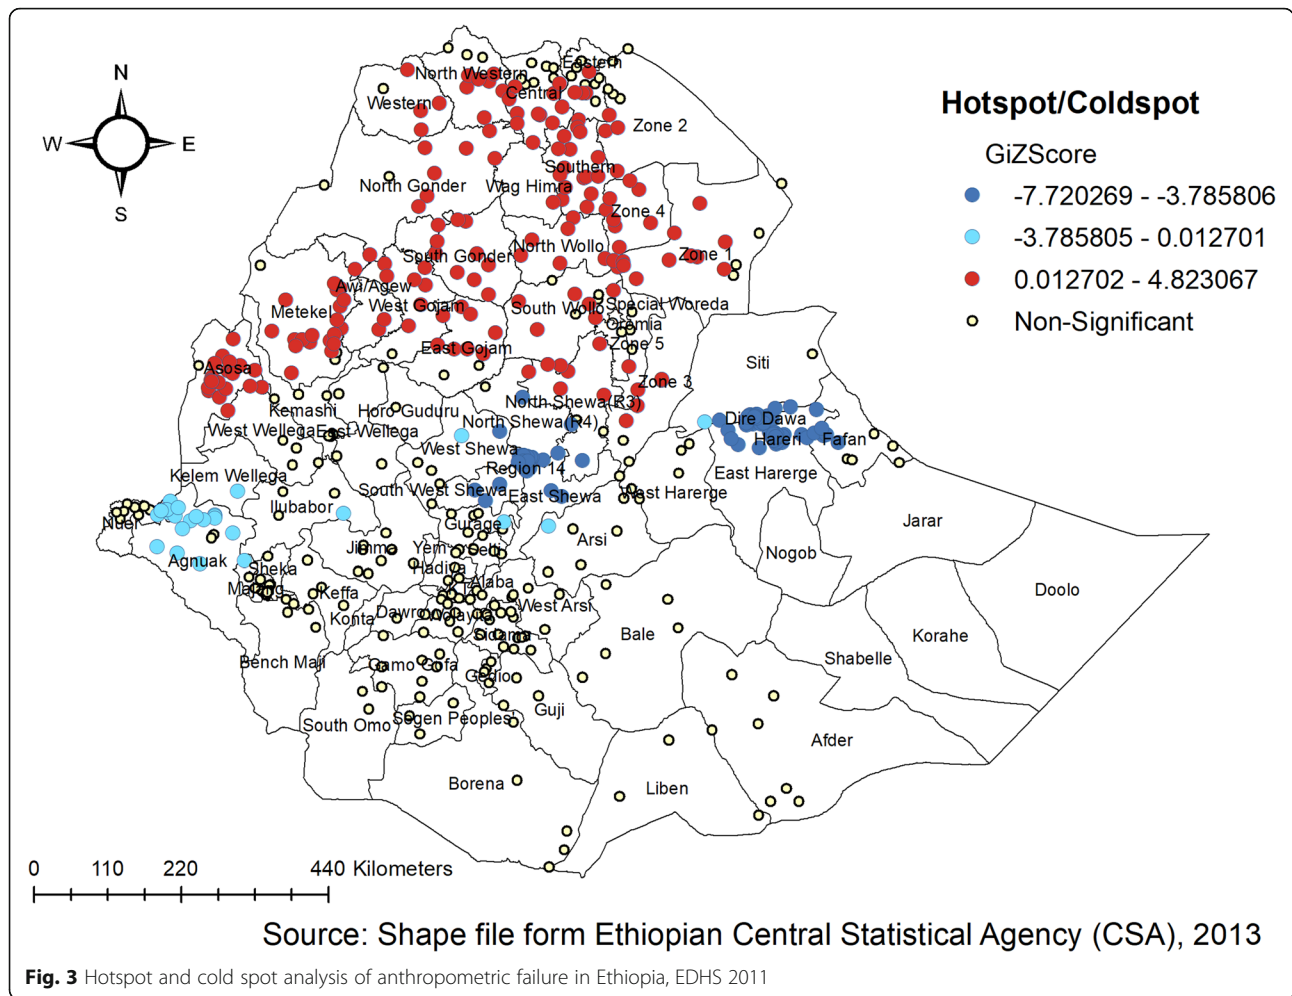 N
W E
S
Hotspot/Coldspot
GiZScore
-7.720269 - -3.785806
-3.785805 - 0.012701
0.012702 - 4.823067
Non-Significant
Eastern
North Western
Central
Western
Zone 2
Southern
North Gonder
Wag Himra
Zone 4
North Wollo
South Gonder
Zone 1
Awi/Agew
Metekel
West Gojam
South Wollo
Special Woreda
Oromia
East Gojam
Zone 5
Siti
Asosa
Zone 3
Kemashi
Horo Guduru
North Shewa(R3)
North Shewa(R4)
Dire Dawa
West Wellega
East Wellega
Hareri
Fafan
West Shewa
Region 14
East Harerge
Kelem Wellega
South West Shewa
East Shewa
West Harerge
Ilubabor
Nuer
Gurage
Jarar
Arsi
Jimma
Yem
Nogob
Agnuak
Sheka
Hadiya
Alaba
Doolo
Keffa
Dawro
West Arsi
Konta
Wolayita
Sidama
Bale
Korahe
Bench Maji
Gamo Gofa
Shabelle
Gedio
Guji
South Omo
Segen Peoples
Afder
Borena
Liben
0 110 220 440 Kilometers
Source: Shape file form Ethiopian Central Statistical Agency (CSA), 2013
Fig. 3 Hotspot and cold spot analysis of anthropometric failure in Ethiopia, EDHS 2011